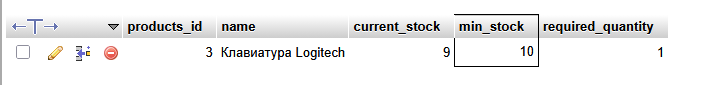 products_id name current_stock min_stock required_quantity
3 Клавиатура Logitech 9 10 1